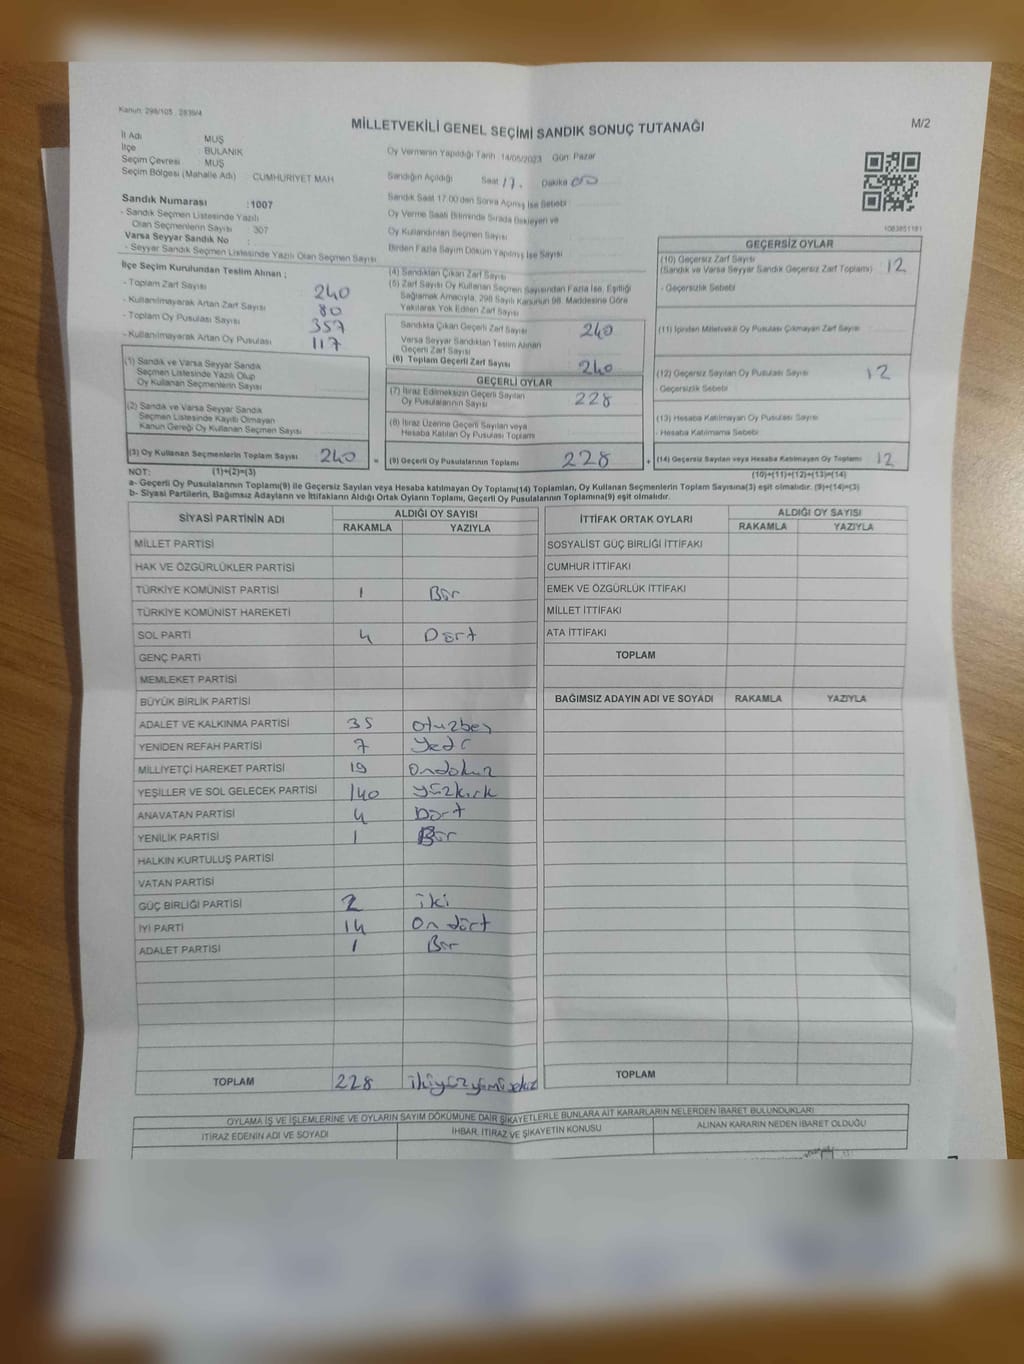 Kanun: 298/105 , 2839/4
MİLLETVEKİLİ GENEL SEÇİMİ SANDIK SONUÇ TUTANAĞI
M/2
İl Adı : MUŞ
İlçe : BULANIK
Seçim Çevresi : MUŞ
Seçim Bölgesi (Mahalle Adı) CUMHURİYET MAH
Oy Vermenin Yapıldığı Tarih 14/05/2023 Gün: Pazar
Sandığın Açıldığı Saat 17. Dakika 00
Sandık Saat 17.00'den Sonra Açılmış İse Sebebi :
Oy Verme Saati Bitiminde Sırada Bekleyen ve
Oy Kullandırılan Seçmen Sayısı
Birden Fazla Sayım Döküm Yapılmış İse Sayısı
Sandık Numarası : 1007
- Sandık Seçmen Listesinde Yazılı
Olan Seçmenlerin Sayısı : 307
Varsa Seyyar Sandık No :
- Seyyar Sandık Seçmen Listesinde Yazılı Olan Seçmen Sayısı
1083851181
İlçe Seçim Kurulundan Teslim Alınan ;
- Toplam Zarf Sayısı 240
- Kullanılmayarak Artan Zarf Sayısı 80
- Toplam Oy Pusulası Sayısı 357
- Kullanılmayarak Artan Oy Pusulası 117
(1) Sandık ve Varsa Seyyar Sandık
Seçmen Listesinde Yazılı Olup
Oy Kullanan Seçmenlerin Sayısı
(2) Sandık ve Varsa Seyyar Sandık
Seçmen Listesinde Kayıtlı Olmayan
Kanun Gereği Oy Kullanan Seçmen Sayısı
(3) Oy Kullanan Seçmenlerin Toplam Sayısı 240 =
(4) Sandıktan Çıkan Zarf Sayısı
(5) Zarf Sayısı Oy Kullanan Seçmen Sayısından Fazla İse, Eşitliği
Sağlamak Amacıyla, 298 Sayılı Kanunun 98. Maddesine Göre
Yakılarak Yok Edilen Zarf Sayısı
Sandıkta Çıkan Geçerli Zarf Sayısı 240
Varsa Seyyar Sandıktan Teslim Alınan
Geçerli Zarf Sayısı
(6) Toplam Geçerli Zarf Sayısı 240
GEÇERLİ OYLAR
(7) İtiraz Edilmeksizin Geçerli Sayılan
Oy Pusulalarının Sayısı 228
(8) İtiraz Üzerine Geçerli Sayılan veya
Hesaba Katılan Oy Pusulası Toplamı
(9) Geçerli Oy Pusulalarının Toplamı 228 +
GEÇERSİZ OYLAR
(10) Geçersiz Zarf Sayısı
(Sandık ve Varsa Seyyar Sandık Geçersiz Zarf Toplamı) 12
- Geçersizlik Sebebi
(11) İçinden Milletvekili Oy Pusulası Çıkmayan Zarf Sayısı
(12) Geçersiz Sayılan Oy Pusulası Sayısı 12
- Geçersizlik Sebebi
(13) Hesaba Katılmayan Oy Pusulası Sayısı
- Hesaba Katılmama Sebebi
(14) Geçersiz Sayılan veya Hesaba Katılmayan Oy Toplamı 12
NOT: (1)+(2)=(3)
(10)+(11)+(12)+(13)=(14)
a- Geçerli Oy Pusulalarının Toplamı(9) ile Geçersiz Sayılan veya Hesaba Katılmayan Oy Toplamı(14) Toplamları, Oy Kullanan Seçmenlerin Toplam Sayısına(3) eşit olmalıdır. (9)+(14)=(3)
b- Siyasi Partilerin, Bağımsız Adayların ve İttifakların Aldığı Ortak Oyların Toplamı, Geçerli Oy Pusulalarının Toplamına(9) eşit olmalıdır.
SİYASİ PARTİNİN ADI
ALDIĞI OY SAYISI
RAKAMLA YAZIYLA
MİLLET PARTİSİ
HAK VE ÖZGÜRLÜKLER PARTİSİ
TÜRKİYE KOMÜNİST PARTİSİ 1 Bir
TÜRKİYE KOMÜNİST HAREKETİ
SOL PARTİ 4 Dört
GENÇ PARTİ
MEMLEKET PARTİSİ
BÜYÜK BİRLİK PARTİSİ
ADALET VE KALKINMA PARTİSİ 35 otuzbeş
YENİDEN REFAH PARTİSİ 7 yedi
MİLLİYETÇİ HAREKET PARTİSİ 19 ondokuz
YEŞİLLER VE SOL GELECEK PARTİSİ 140 yüzkırk
ANAVATAN PARTİSİ 4 Dört
YENİLİK PARTİSİ 1 Bir
HALKIN KURTULUŞ PARTİSİ
VATAN PARTİSİ
GÜÇ BİRLİĞİ PARTİSİ 2 iki
İYİ PARTİ 14 on dört
ADALET PARTİSİ 1 Bir
TOPLAM 228 ikiyüzyirmisekiz
İTTİFAK ORTAK OYLARI
ALDIĞI OY SAYISI
RAKAMLA YAZIYLA
SOSYALİST GÜÇ BİRLİĞİ İTTİFAKI
CUMHUR İTTİFAKI
EMEK VE ÖZGÜRLÜK İTTİFAKI
MİLLET İTTİFAKI
ATA İTTİFAKI
TOPLAM
BAĞIMSIZ ADAYIN ADI VE SOYADI RAKAMLA YAZIYLA
TOPLAM
OYLAMA İŞ VE İŞLEMLERİNE VE OYLARIN SAYIM DÖKÜMÜNE DAİR ŞİKAYETLERLE BUNLARA AİT KARARLARIN NELERDEN İBARET BULUNDUKLARI
İTİRAZ EDENİN ADI VE SOYADI İHBAR, İTİRAZ VE ŞİKAYETİN KONUSU ALINAN KARARIN NEDEN İBARET OLDUĞU